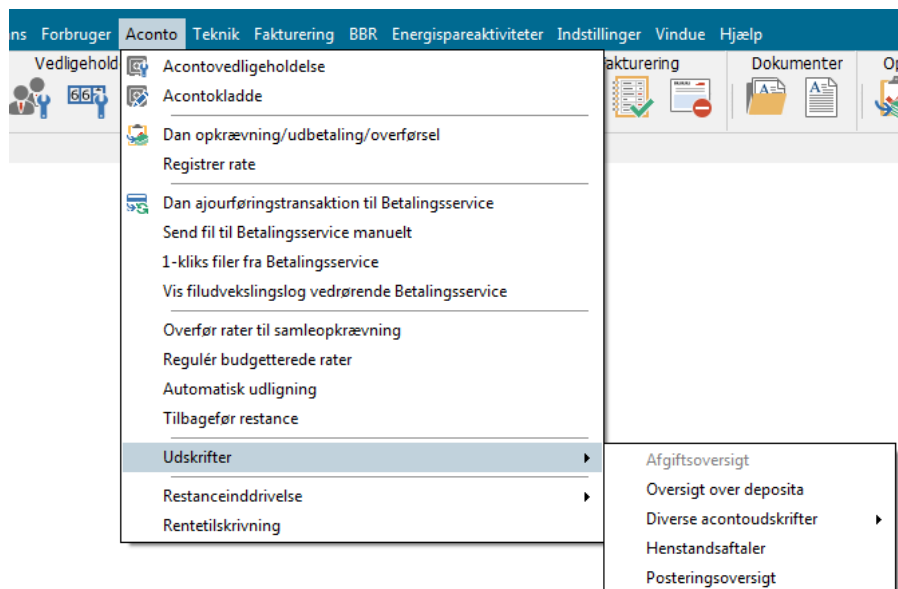 ns Forbruger Aconto Teknik Fakturering BBR Energispareaktiviteter Indstillinger Vindue Hjælp
Vedligehold
akturering
Dokumenter
Op
667
Acontovedligeholdelse
Acontokladde
Dan opkrævning/udbetaling/overførsel
Registrer rate
Dan ajourføringstransaktion til Betalingsservice
Send fil til Betalingsservice manuelt
1-kliks filer fra Betalingsservice
Vis filudvekslingslog vedrørende Betalingsservice
Overfør rater til samleopkrævning
Regulér budgetterede rater
Automatisk udligning
Tilbagefør restance
Udskrifter
Restanceinddrivelse
Rentetilskrivning
Afgiftsoversigt
Oversigt over deposita
Diverse acontoudskrifter
Henstandsaftaler
Posteringsoversigt